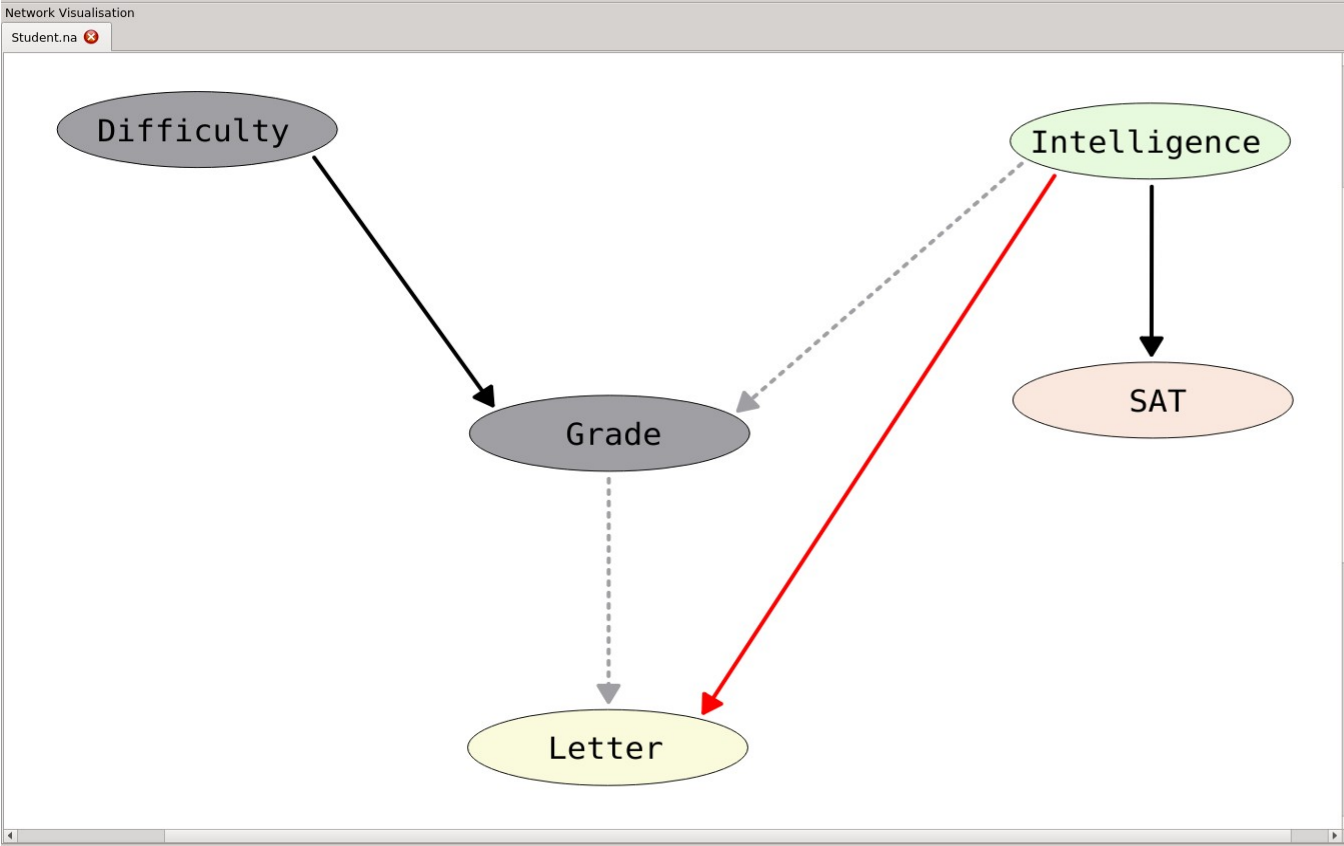 Network Visualisation
Student.na
Difficulty
Intelligence
SAT
Grade
Letter